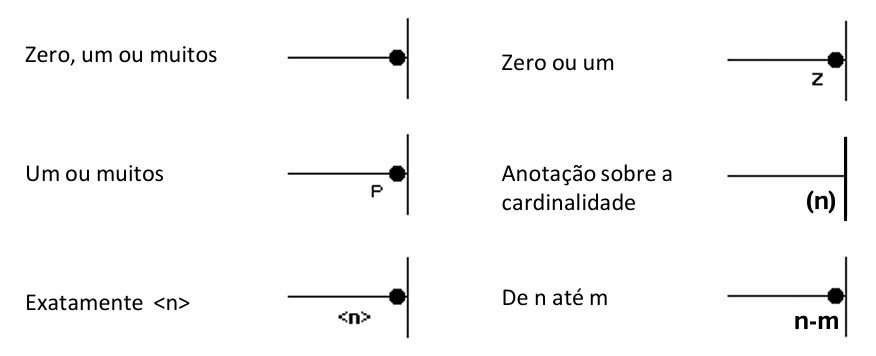 Zero, um ou muitos
Zero ou um
Z
Um ou muitos
P
Anotação sobre a
cardinalidade
(n)
Exatamente <n>
<n>
De n até m
n-m